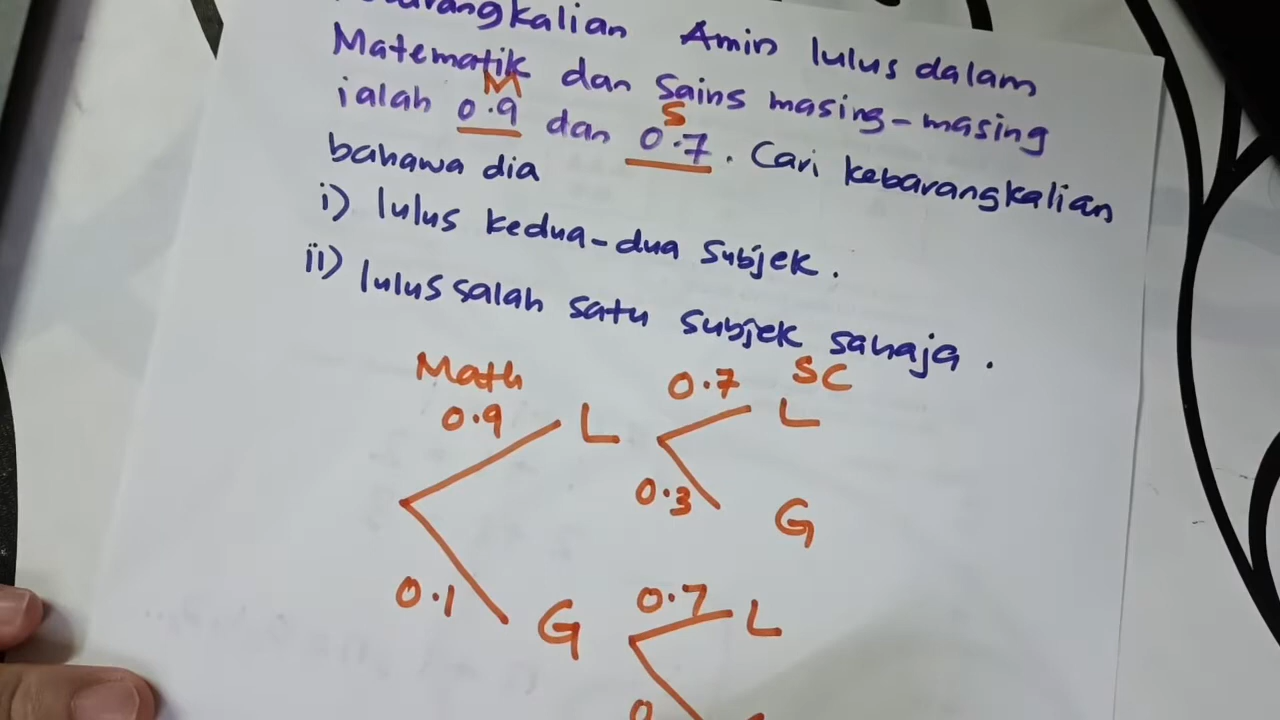 Amin lulus dalam
Matematik dan Sains masing-masing
M S
ialah 0.9 dan 0.7. Cari kebarangkalian
bahawa dia
i) lulus kedua-dua subjek.
ii) lulus salah satu subjek sahaja.
Math 0.7 SC
0.9 L L
0.3 G
0.1 G 0.7 L
0